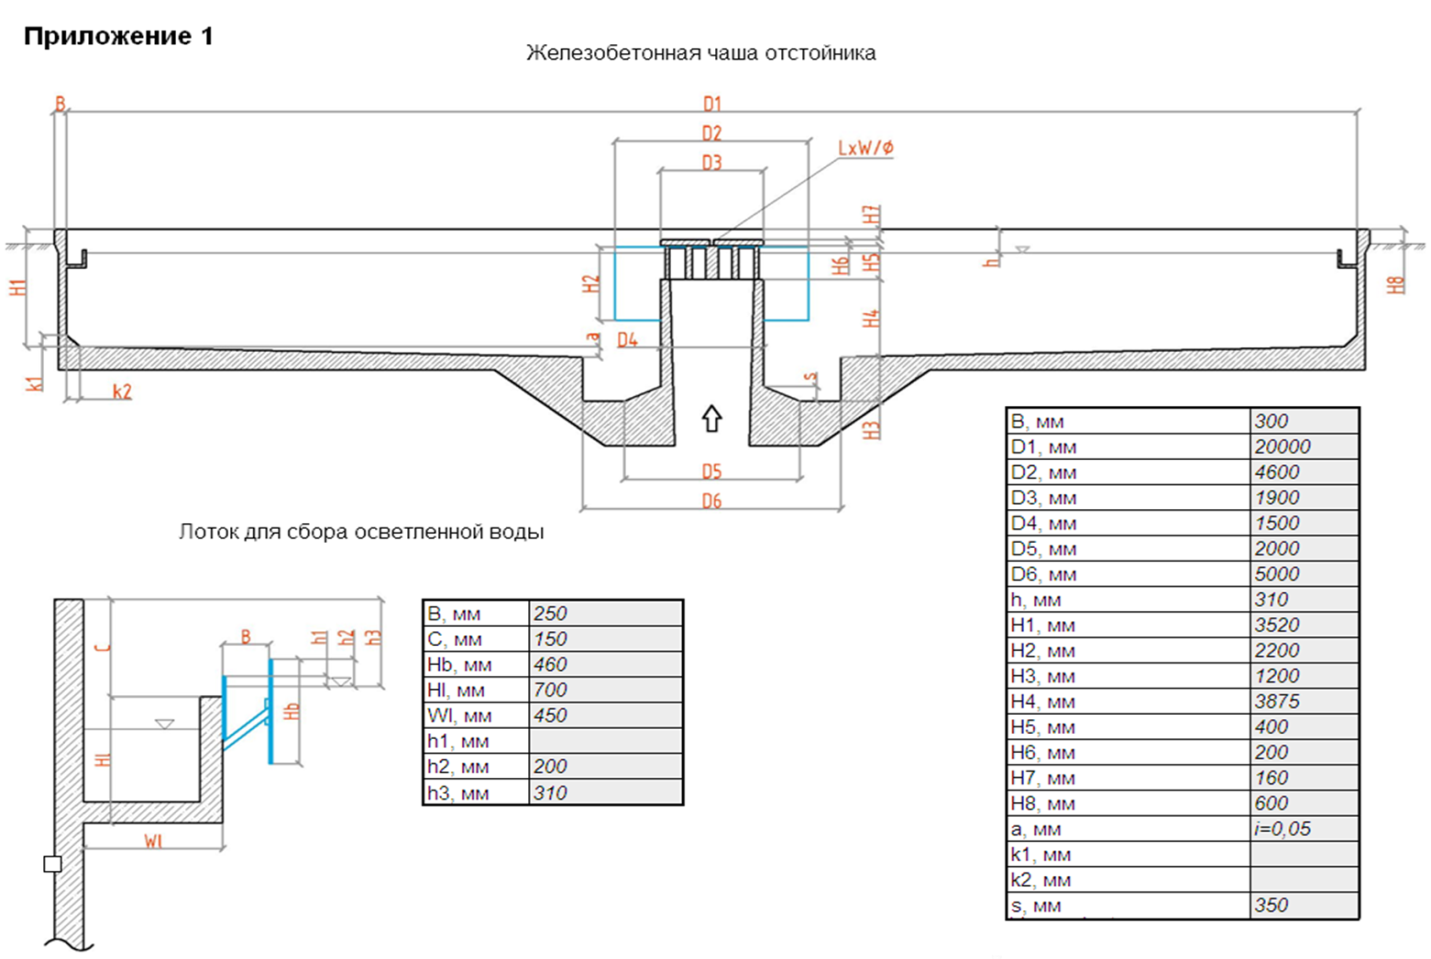 Приложение 1
Железобетонная чаша отстойника
B
D1
D2
D3
LxW/ϕ
H7
H1
H2
H6
H5
h
H8
H4
a
D4
s
k1
k2
H3
D5
D6
Лоток для сбора осветленной воды
C
B
h1
h2
h3
Hb
Hl
Wl
B, мм 250
C, мм 150
Hb, мм 460
Hl, мм 700
Wl, мм 450
h1, мм
h2, мм 200
h3, мм 310
B, мм 300
D1, мм 20000
D2, мм 4600
D3, мм 1900
D4, мм 1500
D5, мм 2000
D6, мм 5000
h, мм 310
H1, мм 3520
H2, мм 2200
H3, мм 1200
H4, мм 3875
H5, мм 400
H6, мм 200
H7, мм 160
H8, мм 600
a, мм i=0,05
k1, мм
k2, мм
s, мм 350